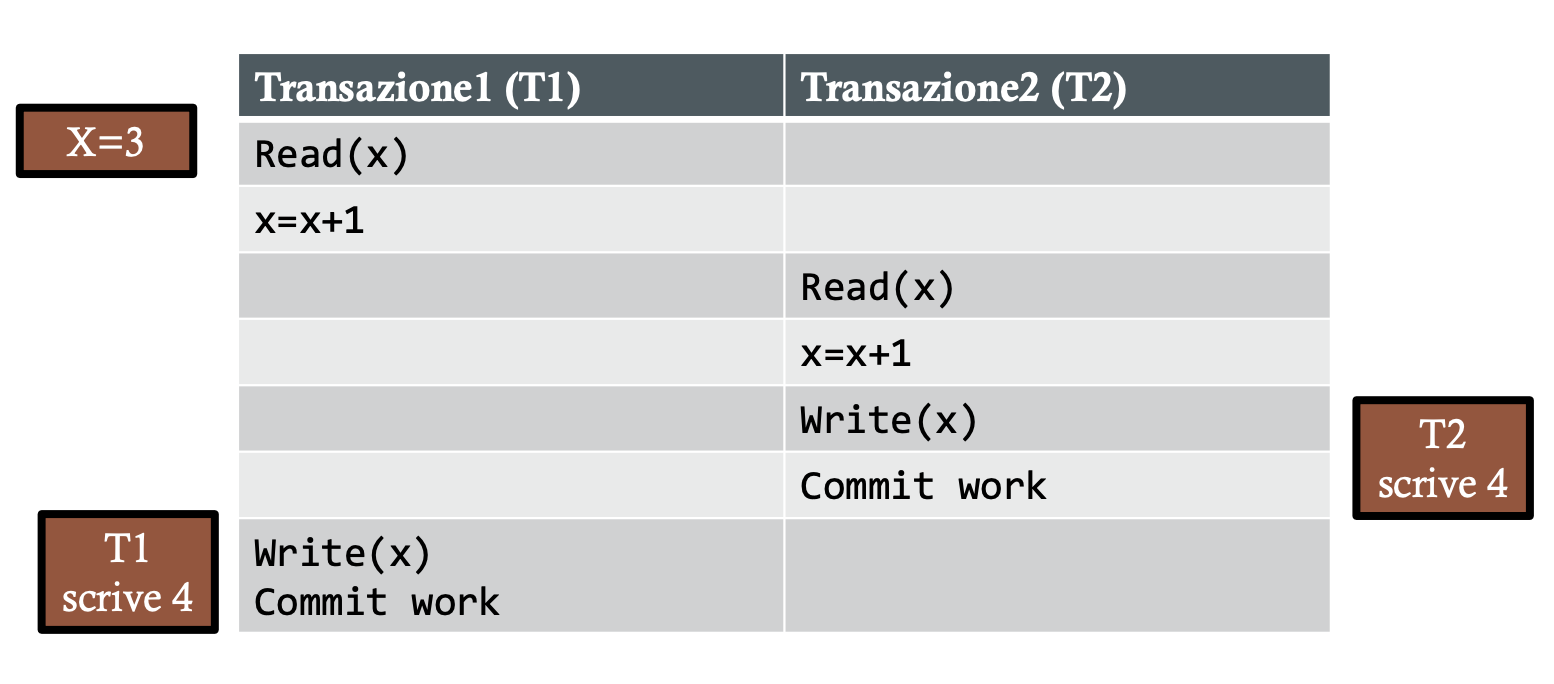 Transazione1 (T1)
Transazione2 (T2)
X=3
Read(x)
x=x+1
Read(x)
x=x+1
Write(x)
T2
scrive 4
Commit work
T1
scrive 4
Write(x)
Commit work